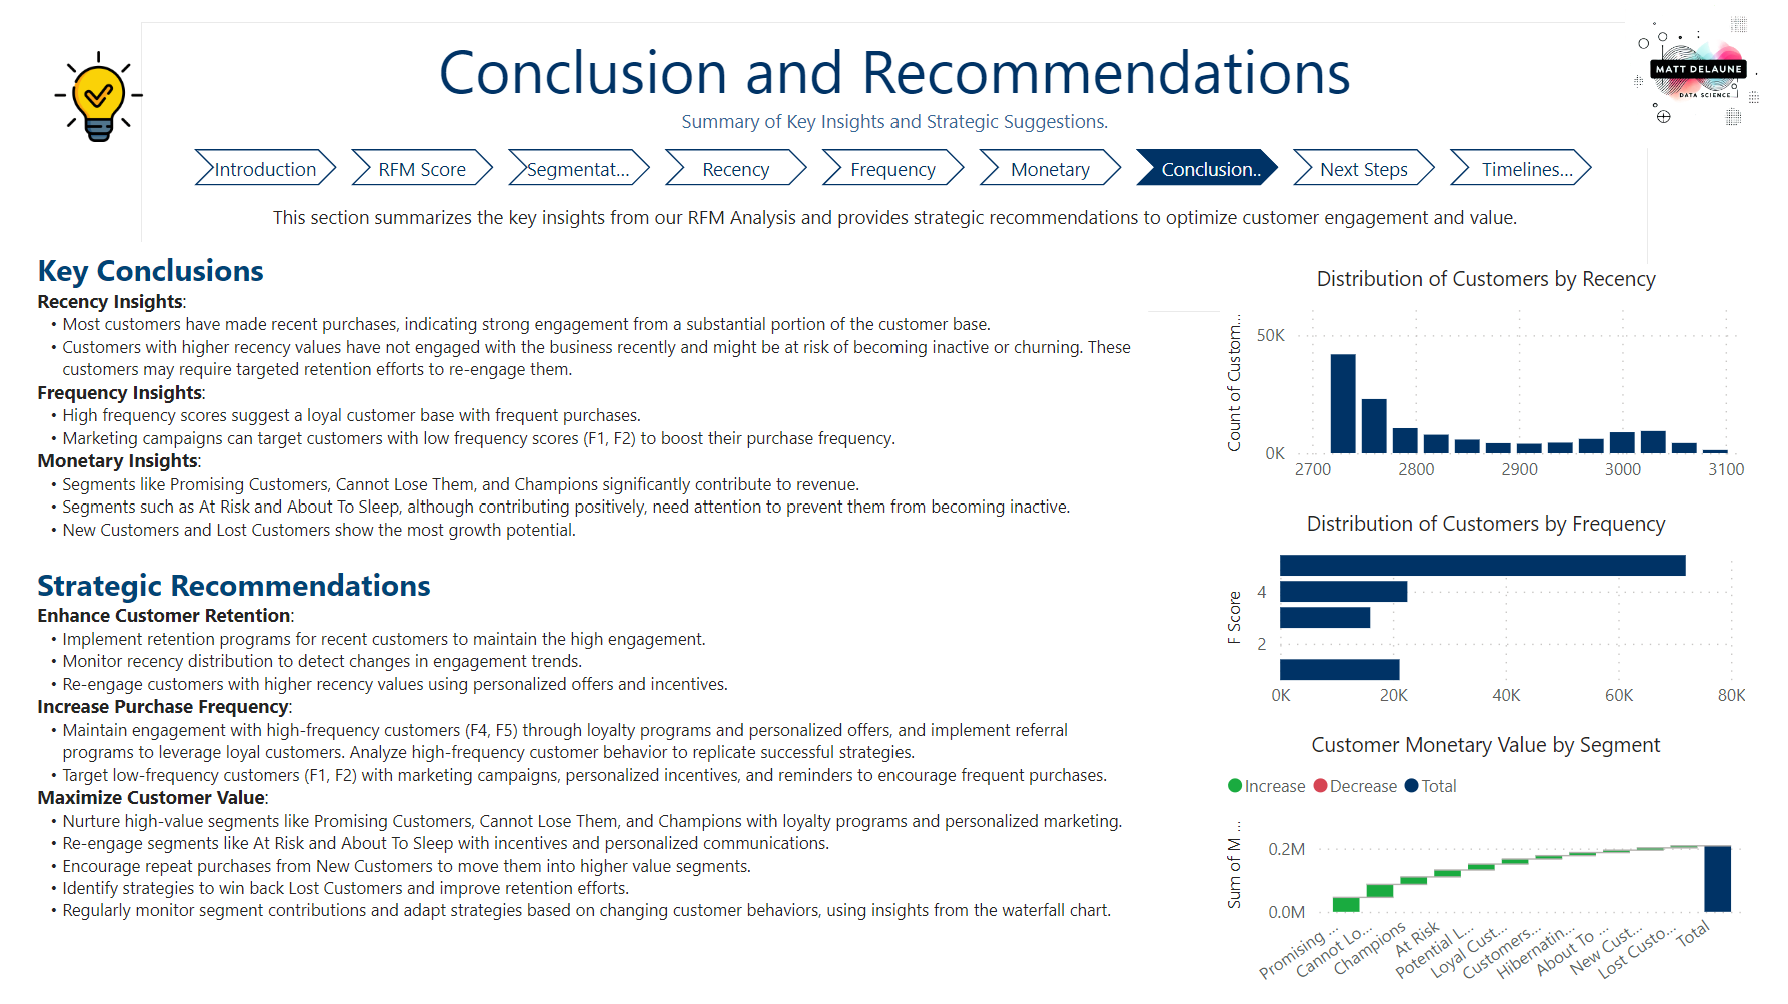 Conclusion and Recommendations
MATT DELAUNE
DATA SCIENCE
Summary of Key Insights and Strategic Suggestions.
Introduction
RFM Score
Segmentat...
Recency
Frequency
Monetary
Conclusion..
Next Steps
Timelines...
This section summarizes the key insights from our RFM Analysis and provides strategic recommendations to optimize customer engagement and value.
Key Conclusions
Recency Insights:
• Most customers have made recent purchases, indicating strong engagement from a substantial portion of the customer base.
• Customers with higher recency values have not engaged with the business recently and might be at risk of becoming inactive or churning. These
customers may require targeted retention efforts to re-engage them.
Frequency Insights:
• High frequency scores suggest a loyal customer base with frequent purchases.
• Marketing campaigns can target customers with low frequency scores (F1, F2) to boost their purchase frequency.
Monetary Insights:
• Segments like Promising Customers, Cannot Lose Them, and Champions significantly contribute to revenue.
• Segments such as At Risk and About To Sleep, although contributing positively, need attention to prevent them from becoming inactive.
• New Customers and Lost Customers show the most growth potential.
Strategic Recommendations
Enhance Customer Retention:
• Implement retention programs for recent customers to maintain the high engagement.
• Monitor recency distribution to detect changes in engagement trends.
• Re-engage customers with higher recency values using personalized offers and incentives.
Increase Purchase Frequency:
• Maintain engagement with high-frequency customers (F4, F5) through loyalty programs and personalized offers, and implement referral
programs to leverage loyal customers. Analyze high-frequency customer behavior to replicate successful strategies.
• Target low-frequency customers (F1, F2) with marketing campaigns, personalized incentives, and reminders to encourage frequent purchases.
Maximize Customer Value:
• Nurture high-value segments like Promising Customers, Cannot Lose Them, and Champions with loyalty programs and personalized marketing.
• Re-engage segments like At Risk and About To Sleep with incentives and personalized communications.
• Encourage repeat purchases from New Customers to move them into higher value segments.
• Identify strategies to win back Lost Customers and improve retention efforts.
• Regularly monitor segment contributions and adapt strategies based on changing customer behaviors, using insights from the waterfall chart.
Distribution of Customers by Recency
Count of Custom...
50K
0K
2700
2800
2900
3000
3100
Distribution of Customers by Frequency
F Score
4
2
0K
20K
40K
60K
80K
Customer Monetary Value by Segment
Increase
Decrease
Total
Sum of M ...
0.2M
0.0M
Promising ...
Cannot Lo...
Champions
At Risk
Potential L...
Loyal Cust...
Customers...
Hibernatin...
About To ...
New Cust...
Lost Custo...
Total